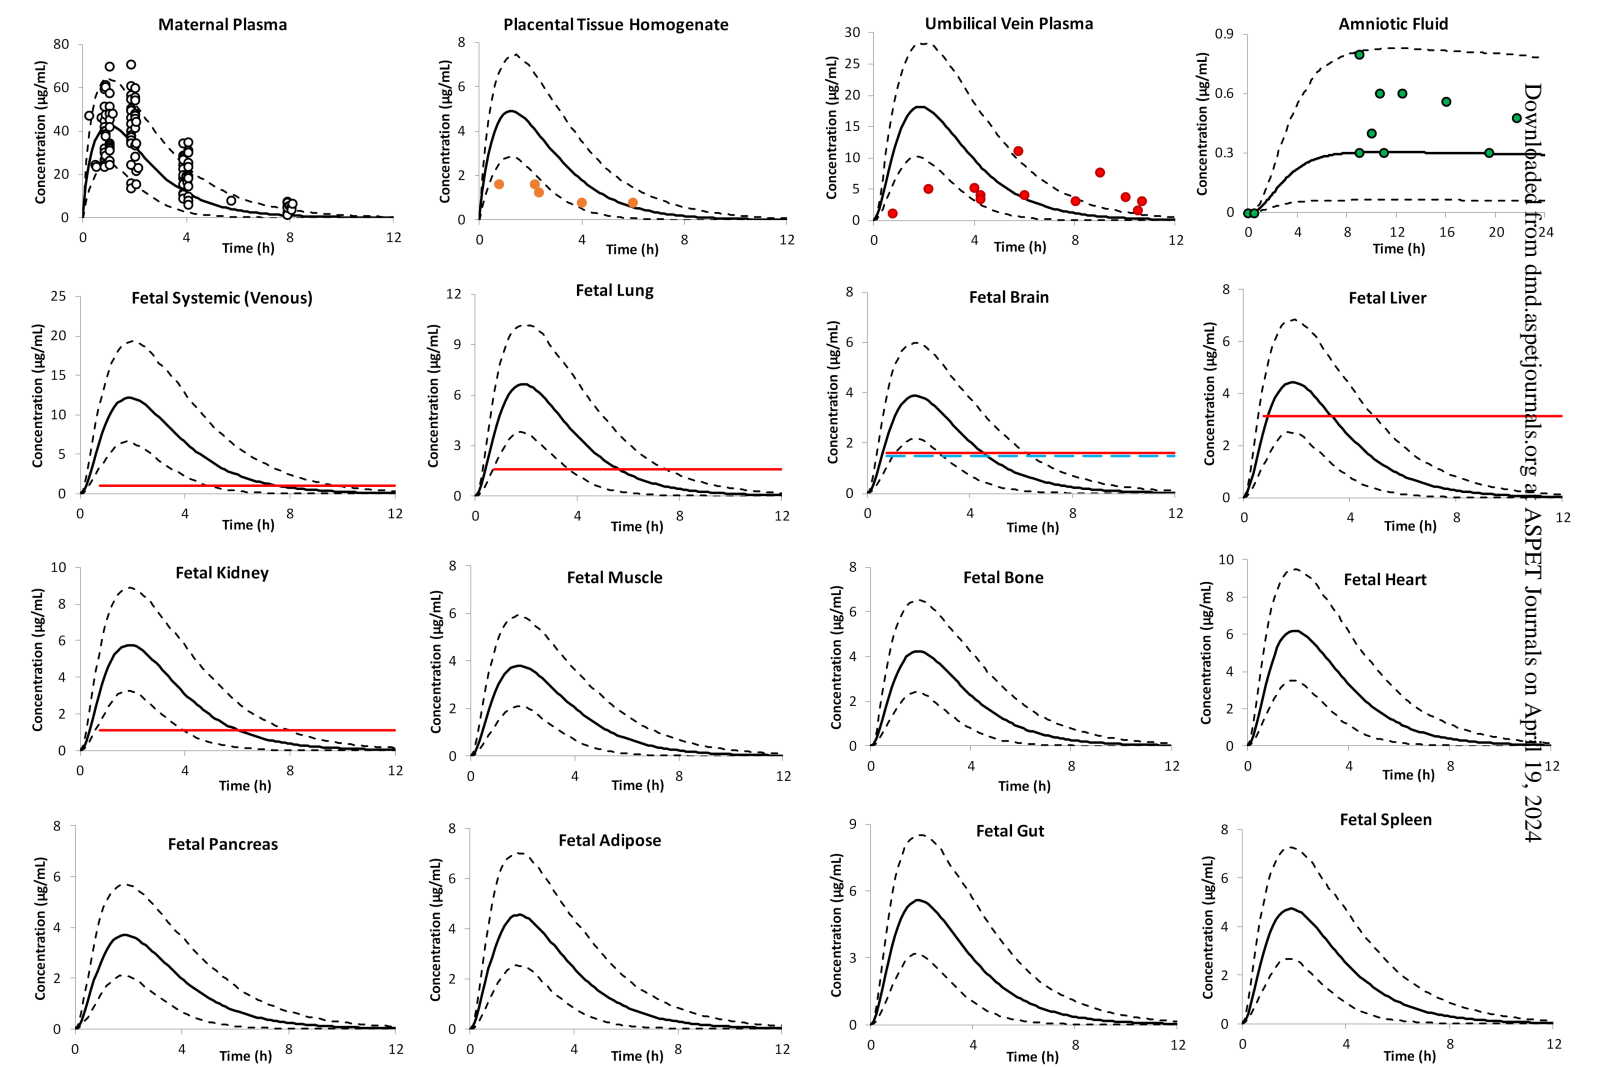 Maternal Plasma
Concentration (µg/mL)
80
60
40
20
0
0 4 8 12
Time (h)
Placental Tissue Homogenate
Concentration (µg/mL)
8
6
4
2
0
0 4 8 12
Time (h)
Umbilical Vein Plasma
Concentration (µg/mL)
30
25
20
15
10
5
0
0 4 8 12
Time (h)
Amniotic Fluid
Concentration (µg/mL)
0.9
0.6
0.3
0
0 4 8 12 16 20 24
Time (h)
Fetal Systemic (Venous)
Concentration (µg/mL)
25
20
15
10
5
0
0 4 8 12
Time (h)
Fetal Lung
Concentration (µg/mL)
12
9
6
3
0
0 4 8 12
Time (h)
Fetal Brain
Concentration (µg/mL)
8
6
4
2
0
0 4 8 12
Time (h)
Fetal Liver
Concentration (µg/mL)
8
6
4
2
0
0 4 8 12
Time (h)
Fetal Kidney
Concentration (µg/mL)
10
8
6
4
2
0
0 4 8 12
Time (h)
Fetal Muscle
Concentration (µg/mL)
8
6
4
2
0
0 4 8 12
Time (h)
Fetal Bone
Concentration (µg/mL)
8
6
4
2
0
0 4 8 12
Time (h)
Fetal Heart
Concentration (µg/mL)
10
8
6
4
2
0
0 4 8 12
Time (h)
Fetal Pancreas
Concentration (µg/mL)
8
6
4
2
0
0 4 8 12
Time (h)
Fetal Adipose
Concentration (µg/mL)
8
6
4
2
0
0 4 8 12
Time (h)
Fetal Gut
Concentration (µg/mL)
9
6
3
0
0 4 8 12
Time (h)
Fetal Spleen
Concentration (µg/mL)
8
6
4
2
0
0 4 8 12
Time (h)
Downloaded from dmd.aspetjournals.org at ASPET Journals on April 19, 2024